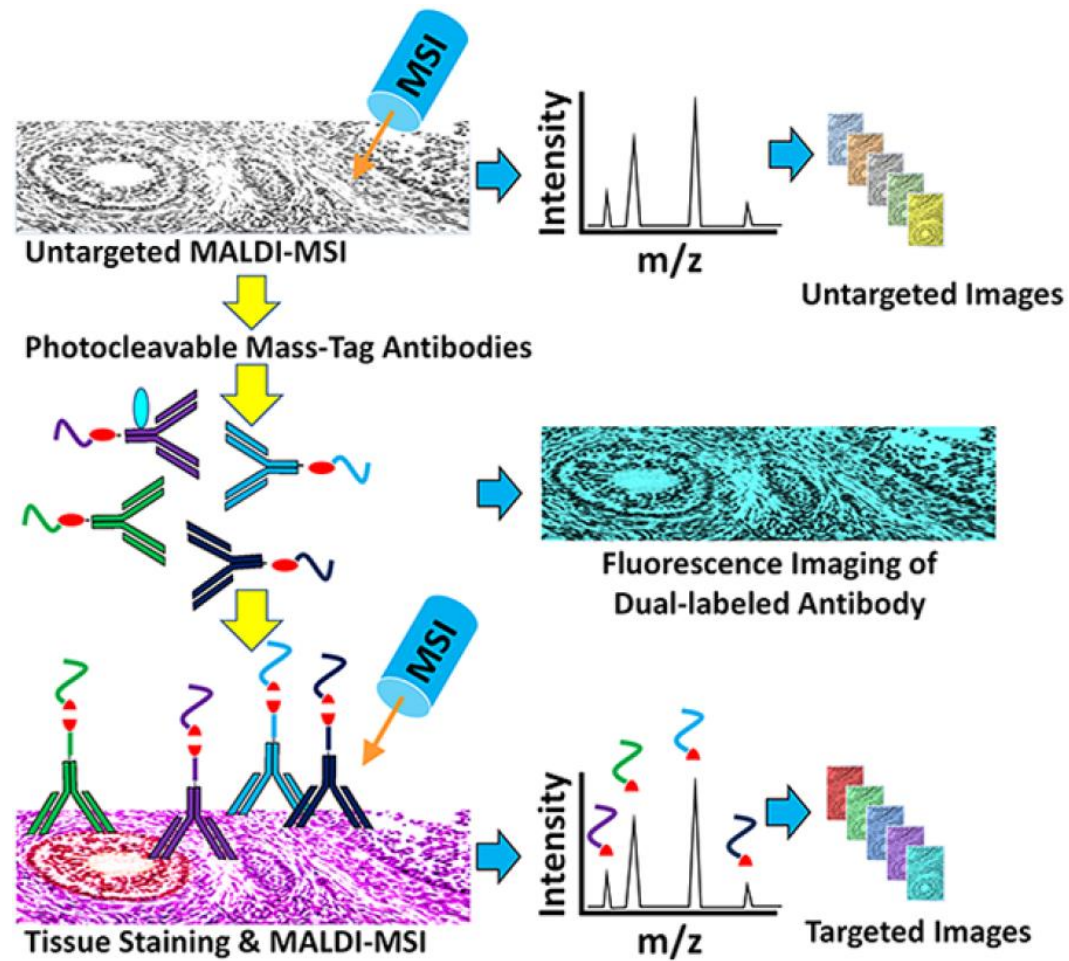 MSI
Untargeted MALDI-MSI
Intensity
m/z
Untargeted Images
Photocleavable Mass-Tag Antibodies
Fluorescence Imaging of
Dual-labeled Antibody
MSI
Tissue Staining & MALDI-MSI
Intensity
m/z
Targeted Images